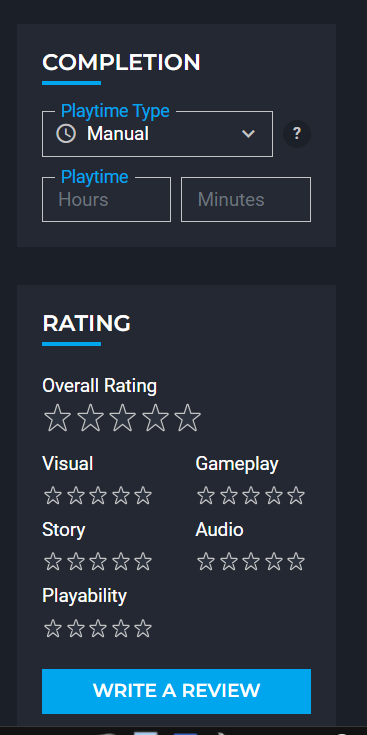 COMPLETION
Playtime Type
Manual
?
Playtime
Hours Minutes
RATING
Overall Rating
Visual Gameplay
Story Audio
Playability
WRITE A REVIEW